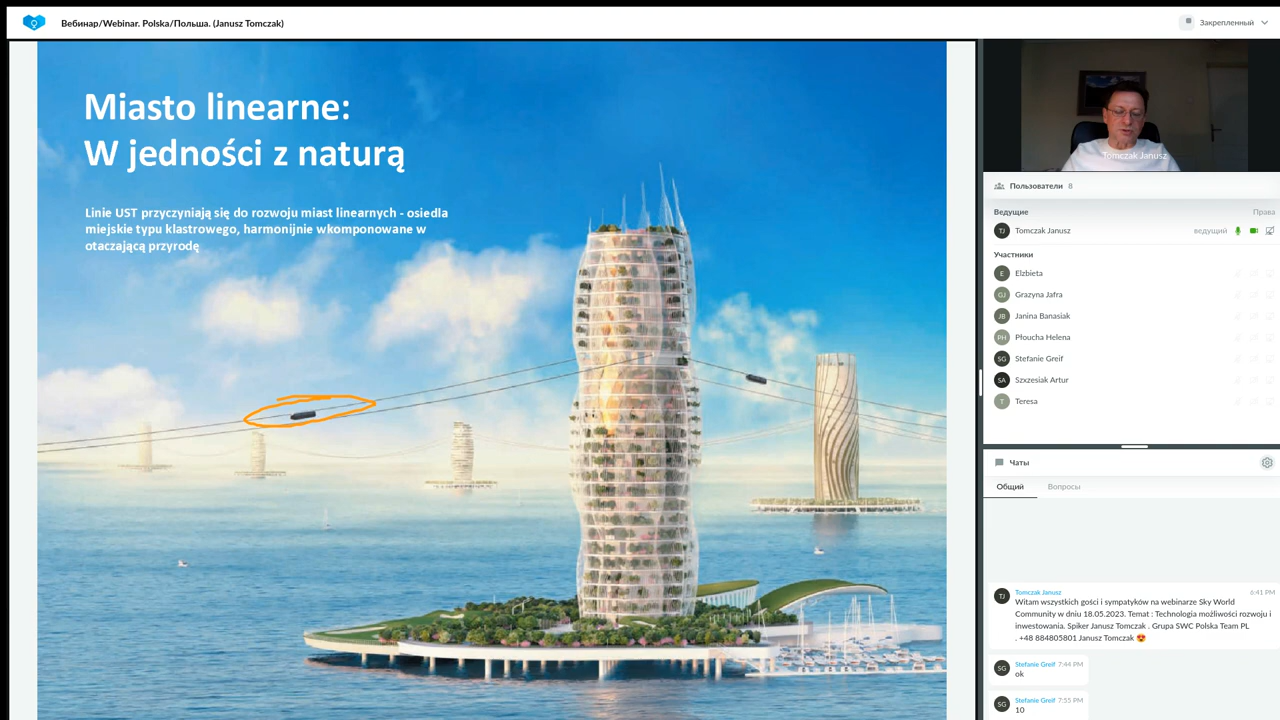 Вебинар/Webinar. Polska/Польша. (Janusz Tomczak)
Закрепленный
Miasto linearne:
W jedności z naturą
Linie UST przyczyniają się do rozwoju miast linearnych - osiedla
miejskie typu klastrowego, harmonijnie wkomponowane w
otaczającą przyrodę
Tomczak Janusz
Пользователи 8
Ведущие Права
TJ Tomczak Janusz ведущий
Участники
E Elzbieta
GJ Grazyna Jafra
JB Janina Banasiak
PH Płoucha Helena
SG Stefanie Greif
SA Szxzesiak Artur
T Teresa
Чаты
Общий Вопросы
TJ Tomczak Janusz 6:41 PM
Witam wszystkich gości i sympatyków na webinarze Sky World
Community w dniu 18.05.2023. Temat : Technologia możliwości rozwoju i
inwestowania. Spiker Janusz Tomczak . Grupa SWC Polska Team PL
. +48 884805801 Janusz Tomczak 😍
SG Stefanie Greif 7:44 PM
ok
SG Stefanie Greif 7:55 PM
10